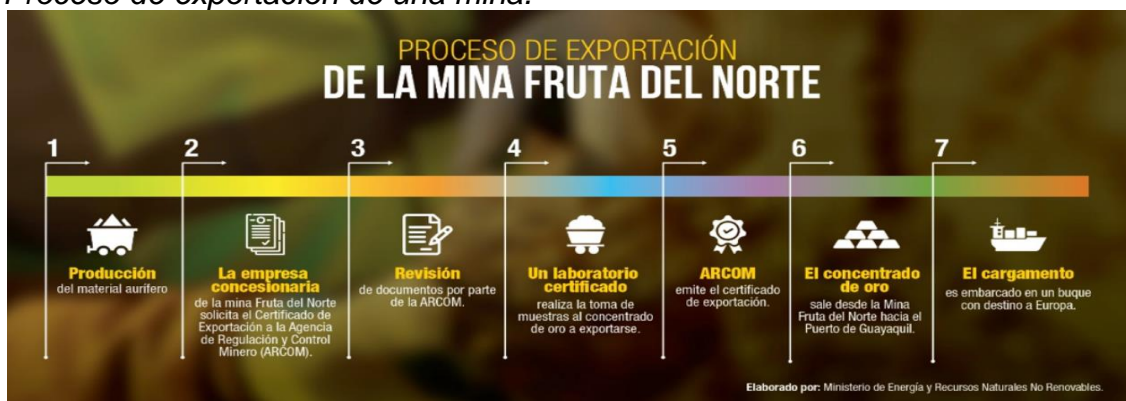 Proceso de exportación de una mina.
PROCESO DE EXPORTACIÓN
DE LA MINA FRUTA DEL NORTE
1
Producción
del material aurífero
2
La empresa
concesionaria
de la mina Fruta del Norte
solicita el Certificado de
Exportación a la Agencia
de Regulación y Control
Minero (ARCOM).
3
Revisión
de documentos por parte
de la ARCOM.
4
Un laboratorio
certificado
realiza la toma de
muestras al concentrado
de oro a exportarse.
5
ARCOM
emite el certificado
de exportación.
6
El concentrado
de oro
sale desde la Mina
Fruta del Norte hacia el
Puerto de Guayaquil.
7
El cargamento
es embarcado en un buque
con destino a Europa.
Elaborado por: Ministerio de Energía y Recursos Naturales No Renovables.